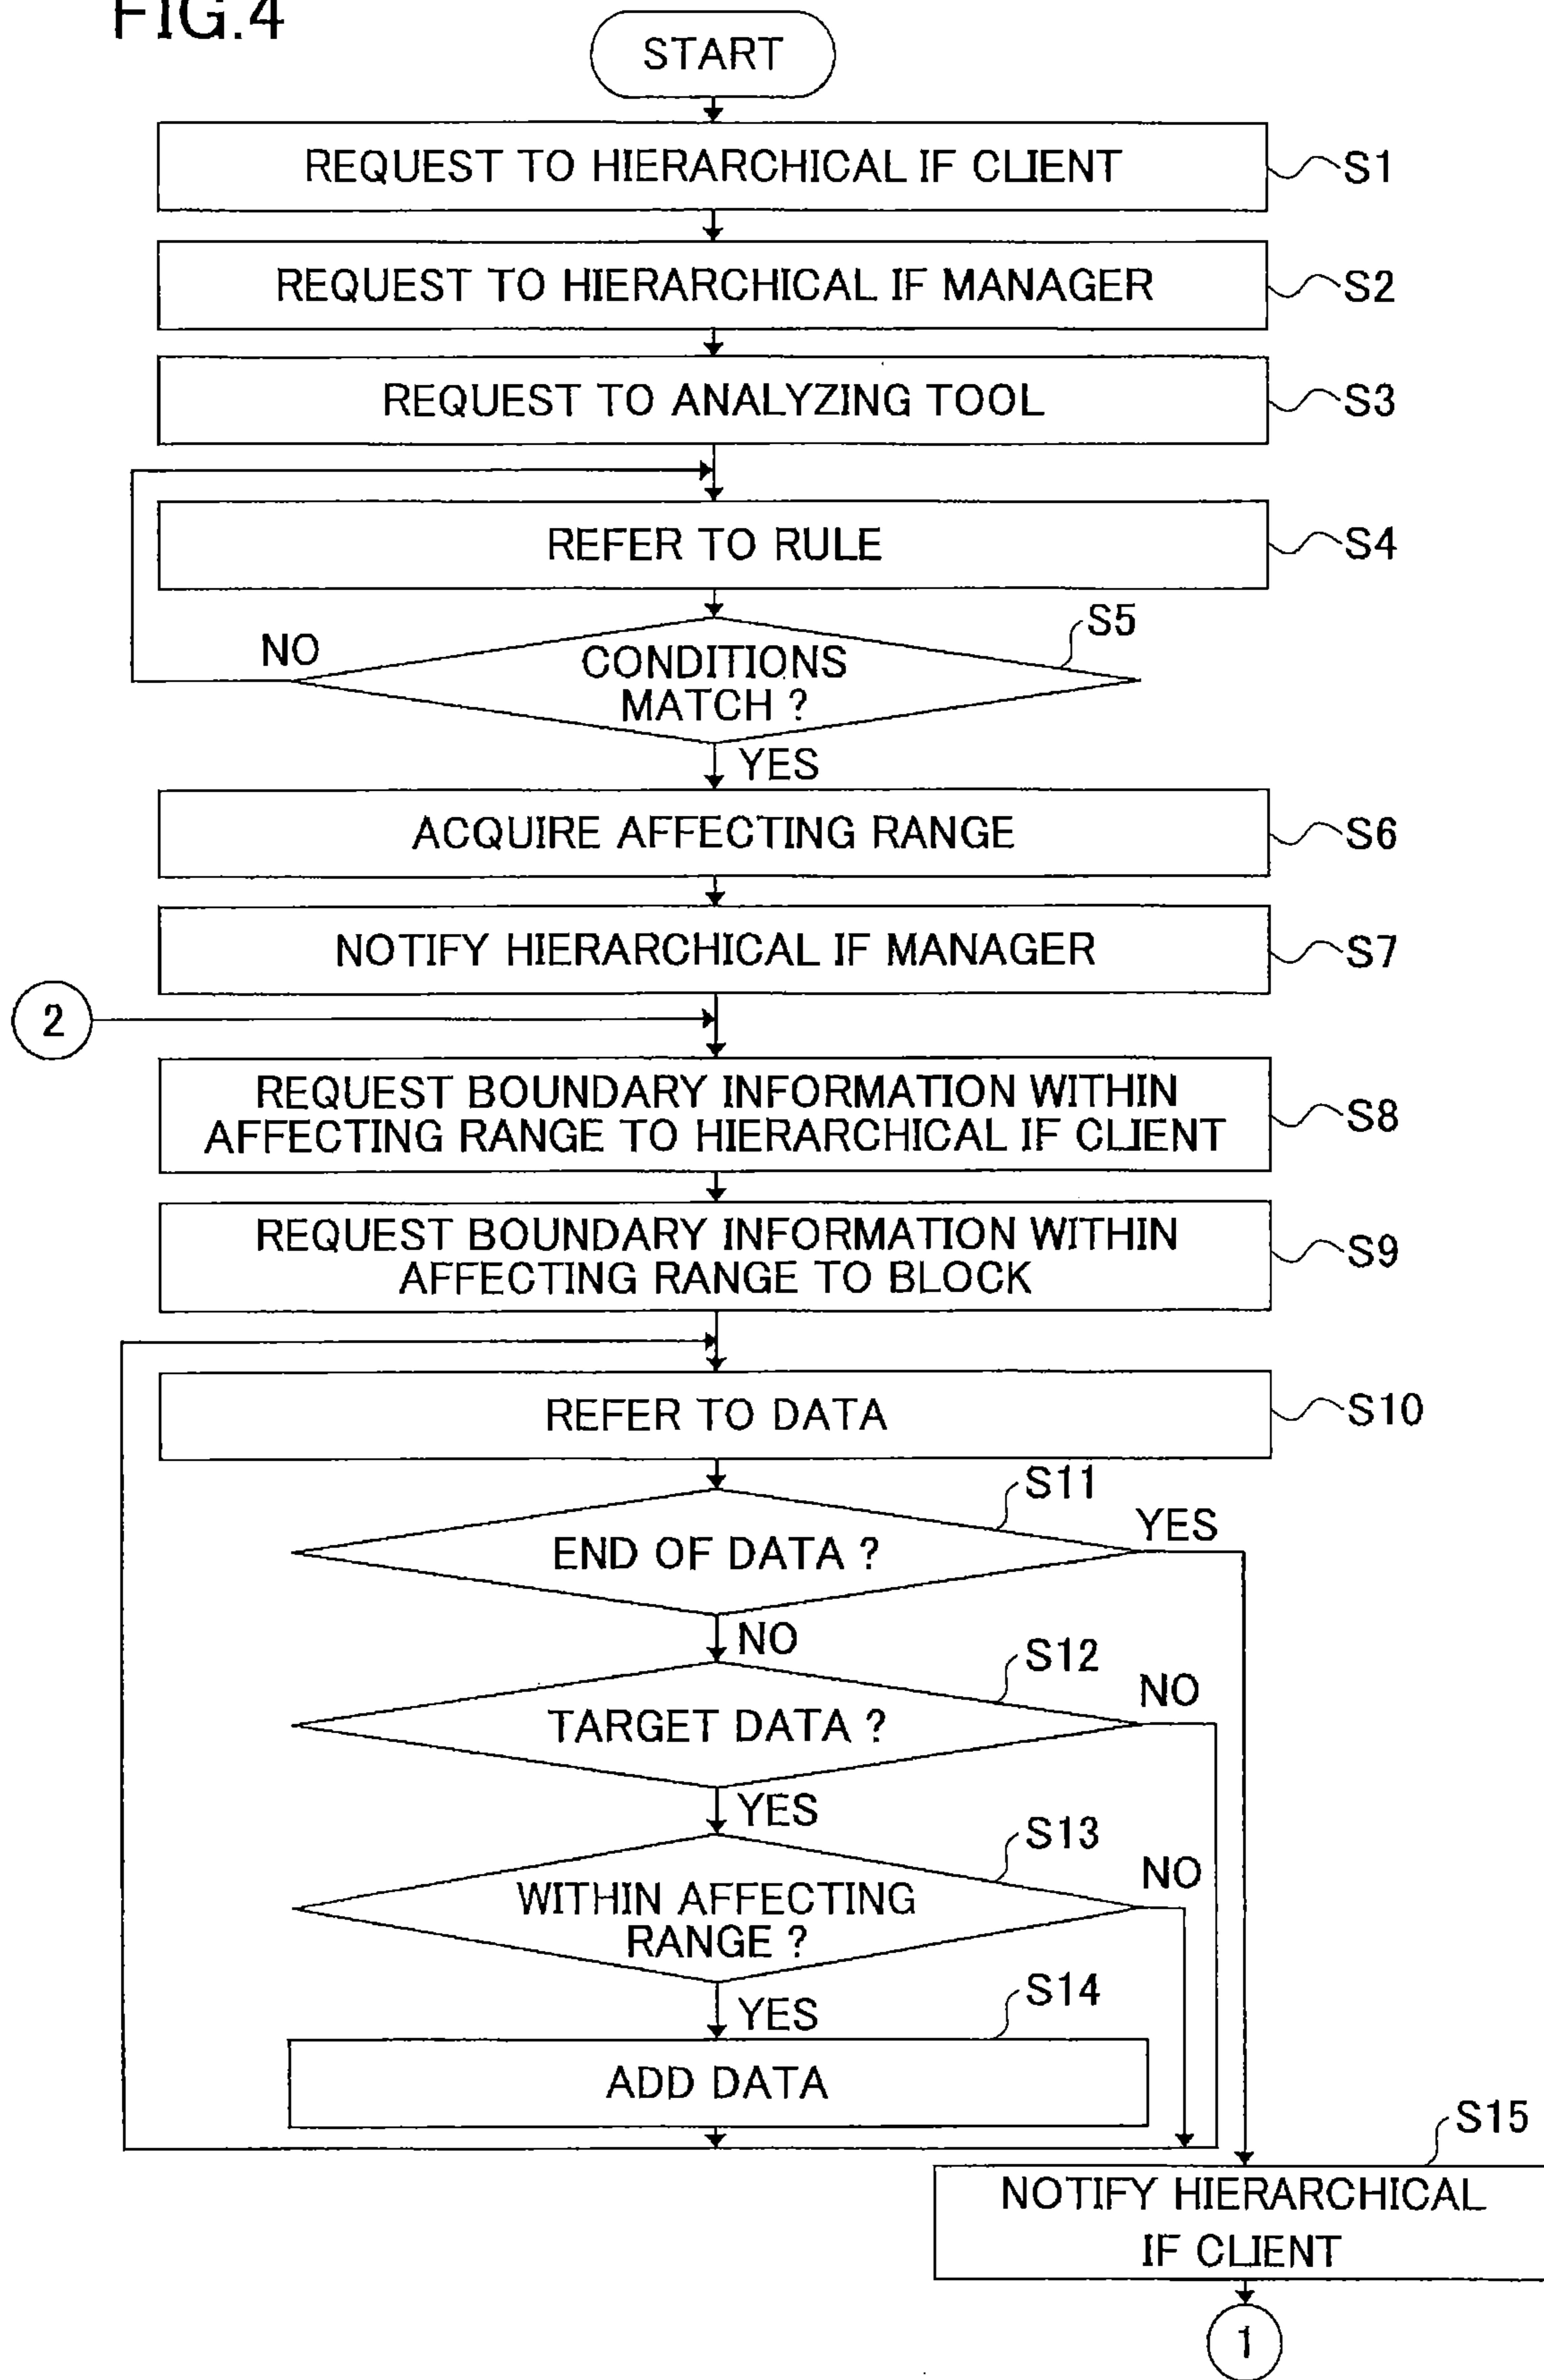 FIG.4
START
REQUEST TO HIERARCHICAL IF CLIENT
S1
REQUEST TO HIERARCHICAL IF MANAGER
S2
REQUEST TO ANALYZING TOOL
S3
REFER TO RULE
S4
S5
NO
CONDITIONS
MATCH ?
YES
ACQUIRE AFFECTING RANGE
S6
NOTIFY HIERARCHICAL IF MANAGER
S7
2
REQUEST BOUNDARY INFORMATION WITHIN
AFFECTING RANGE TO HIERARCHICAL IF CLIENT
S8
REQUEST BOUNDARY INFORMATION WITHIN
AFFECTING RANGE TO BLOCK
S9
REFER TO DATA
S10
S11
YES
END OF DATA ?
NO
S12
NO
TARGET DATA ?
YES
S13
NO
WITHIN AFFECTING
RANGE ?
S14
YES
ADD DATA
S15
NOTIFY HIERARCHICAL
IF CLIENT
1